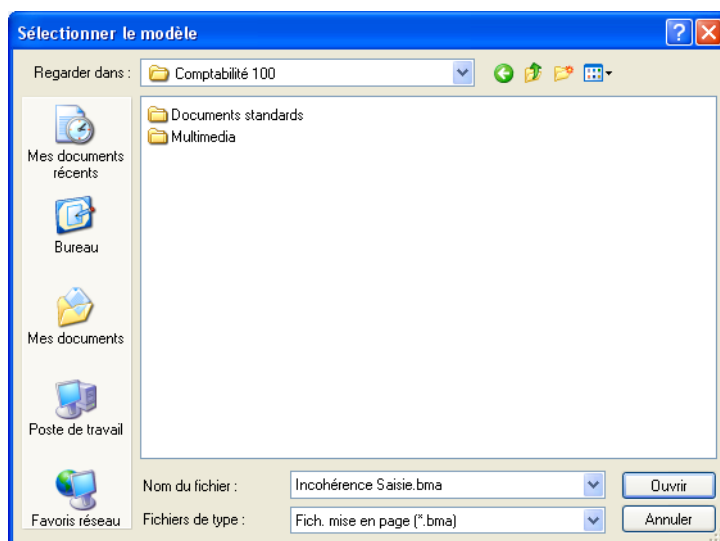 Sélectionner le modèle
Regarder dans :
Comptabilité 100
Documents standards
Multimedia
Mes documents
récents
Bureau
Mes documents
Poste de travail
Favoris réseau
Nom du fichier :
Incohérence Saisie.bma
Ouvrir
Fichiers de type :
Fich. mise en page (*.bma)
Annuler